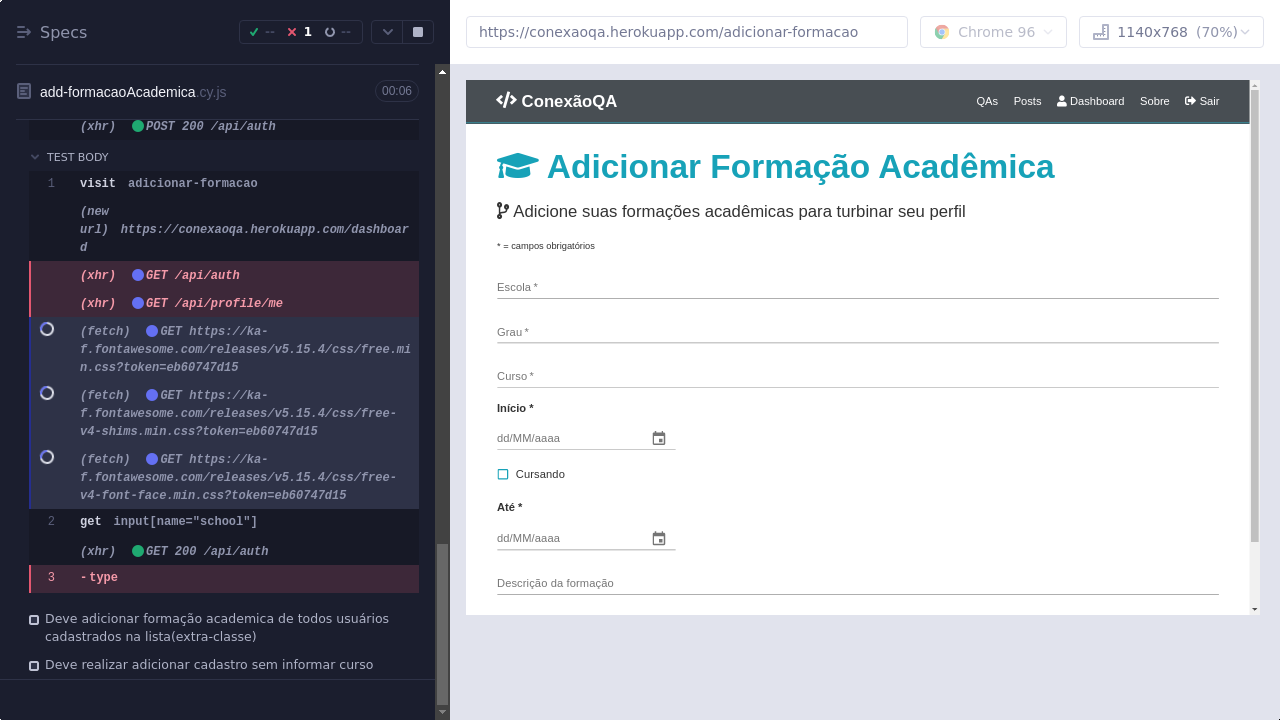 Specs
--
1
--
add-formacaoAcademica.cy.js
00:06
(xhr) POST 200 /api/auth
TEST BODY
1 visit adicionar-formacao
(new
url) https://conexaoqa.herokuapp.com/dashboar
d
(xhr) GET /api/auth
(xhr) GET /api/profile/me
(fetch) GET https://ka-
f.fontawesome.com/releases/v5.15.4/css/free.mi
n.css?token=eb60747d15
(fetch) GET https://ka-
f.fontawesome.com/releases/v5.15.4/css/free-
v4-shims.min.css?token=eb60747d15
(fetch) GET https://ka-
f.fontawesome.com/releases/v5.15.4/css/free-
v4-font-face.min.css?token=eb60747d15
2 get input[name="school"]
(xhr) GET 200 /api/auth
3 -type
Deve adicionar formação academica de todos usuários
cadastrados na lista(extra-classe)
Deve realizar adicionar cadastro sem informar curso
https://conexaoqa.herokuapp.com/adicionar-formacao
Chrome 96
1140x768 (70%)
ConexãoQA
QAs Posts Dashboard Sobre Sair
Adicionar Formação Acadêmica
Adicione suas formações acadêmicas para turbinar seu perfil
* = campos obrigatórios
Escola *
Grau *
Curso *
Início *
dd/MM/aaaa
Cursando
Até *
dd/MM/aaaa
Descrição da formação